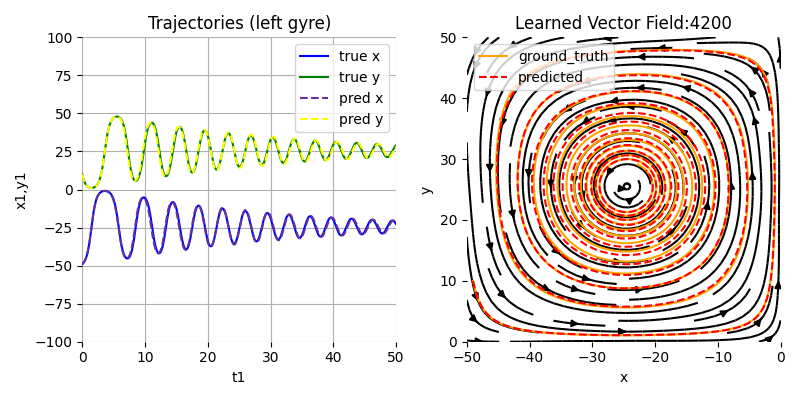 Trajectories (left gyre)
100
75
50
25
0
−25
−50
−75
−100
x1,y1
0 10 20 30 40 50
t1
true x
true y
pred x
pred y
Learned Vector Field:4200
50
40
30
20
10
0
y
−50 −40 −30 −20 −10 0
x
ground_truth
predicted